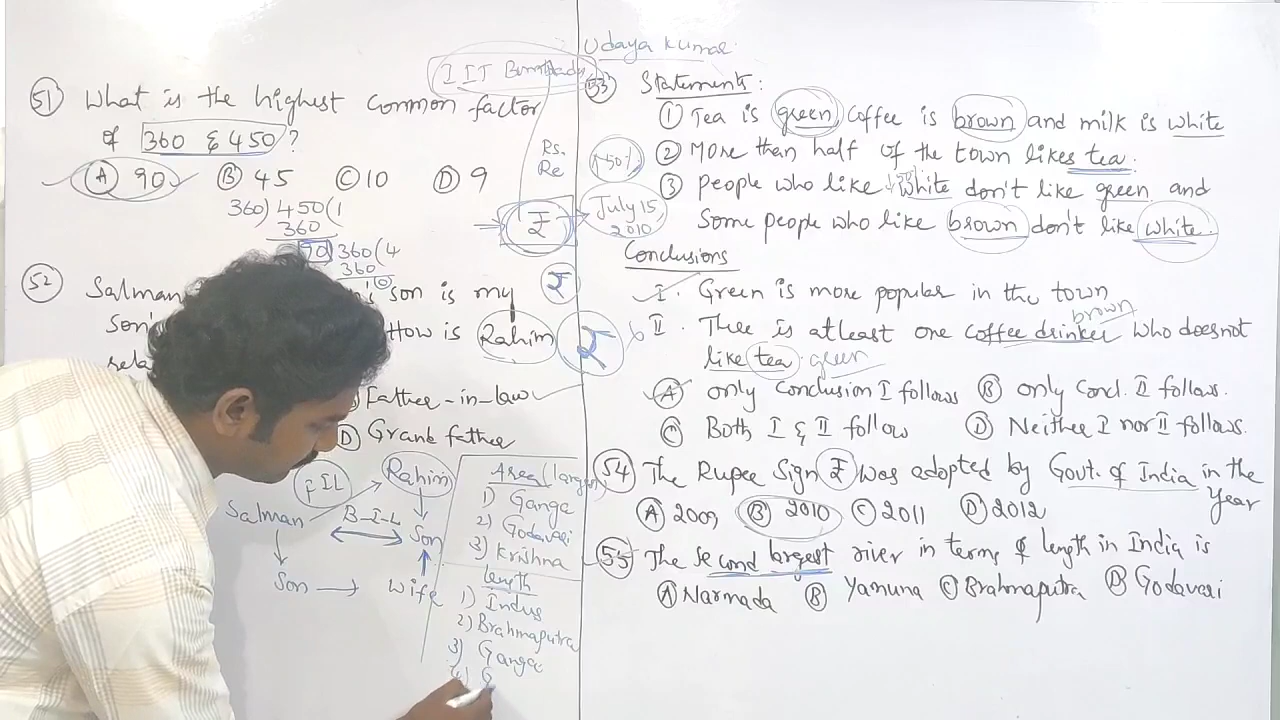 Udaya Kumar
51 What is the highest common factor
of 360 & 450 ?
A 90 B 45 C 10 D 9
360) 450 (1
360
90 360 (4
360
0
IIT
Rs.
Re
₹
July 15,
2010
₹
₹
52 Salman son is my
Son's How is Rahim
rela
Father-in-law
D Grand father
FIL
Rahim
Salman B-I-L Son
Son wife
Area (larges
1) Ganga
2) Godavari
3) Krishna
length
1) Indus
2) Brahmaputra
3) Ganga
4) G
53 Statements:
1 Tea is green Coffee is brown and milk is white
>50%
2 More than half of the town likes tea.
3 people who like white don't like green and
Some people who like brown don't like white.
Conclusions
I. Green is more popular in the town
brown
II. There is atleast one coffee drinker who doesnot
like tea. green
A only Conclusion I follows B only Concl. II follows.
C Both I & II follow D Neither I nor II follows.
54 The Rupee Sign ₹ was adopted by Govt. of India in the
Year
A 2009 B 2010 C 2011 D 2012
55 The second largest river in terms of length in India is
A Narmada B Yamuna C Brahmaputra D Godavari